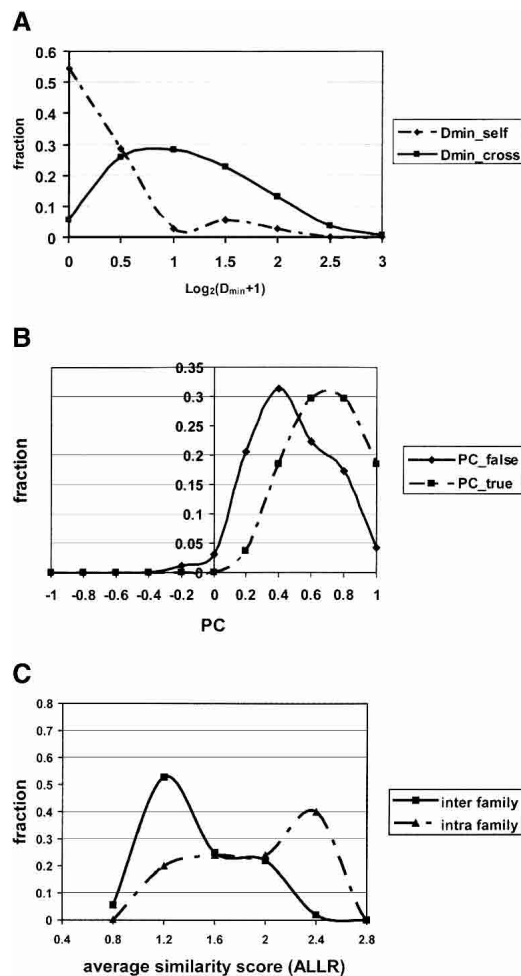 A
0.6
0.5
0.4
0.3
0.2
0.1
0
fraction
0 0.5 1 1.5 2 2.5 3
Log2(Dmin+1)
Dmin_self
Dmin_cross
B
0.35
0.3
0.25
0.2
0.15
0.1
0.05
0
fraction
-1 -0.8 -0.6 -0.4 -0.2 0 0.2 0.4 0.6 0.8 1
PC
PC_false
PC_true
C
0.8
0.7
0.6
0.5
0.4
0.3
0.2
0.1
0
fraction
0.4 0.8 1.2 1.6 2 2.4 2.8
average similarity score (ALLR)
inter family
intra family